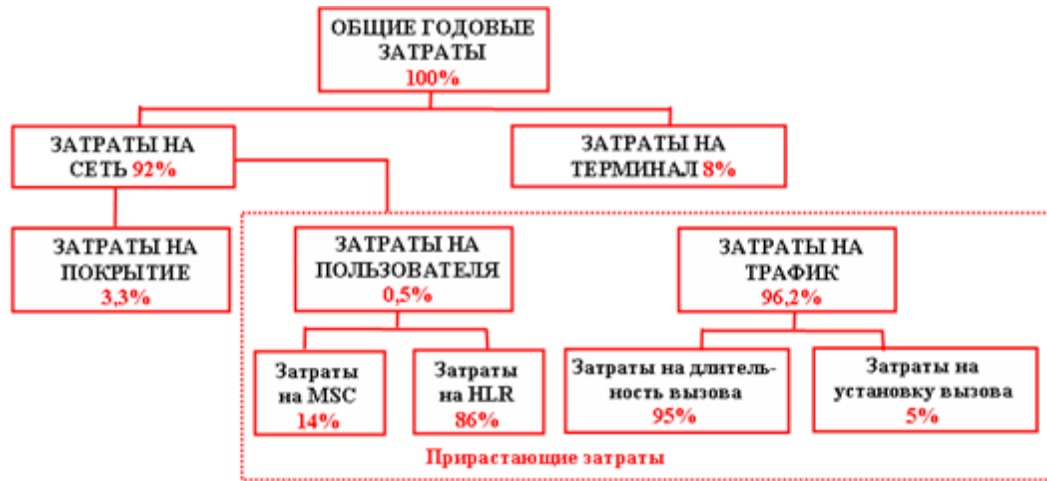 ОБЩИЕ ГОДОВЫЕ
ЗАТРАТЫ
100%
ЗАТРАТЫ НА
СЕТЬ 92%
ЗАТРАТЫ НА
ТЕРМИНАЛ 8%
ЗАТРАТЫ НА
ПОКРЫТИЕ
3,3%
ЗАТРАТЫ НА
ПОЛЬЗОВАТЕЛЯ
0,5%
ЗАТРАТЫ НА
ТРАФИК
96,2%
Затраты
на MSC
14%
Затраты
на HLR
86%
Затраты на длитель-
ность вызова
95%
Затраты на
установку вызова
5%
Прирастающие затраты